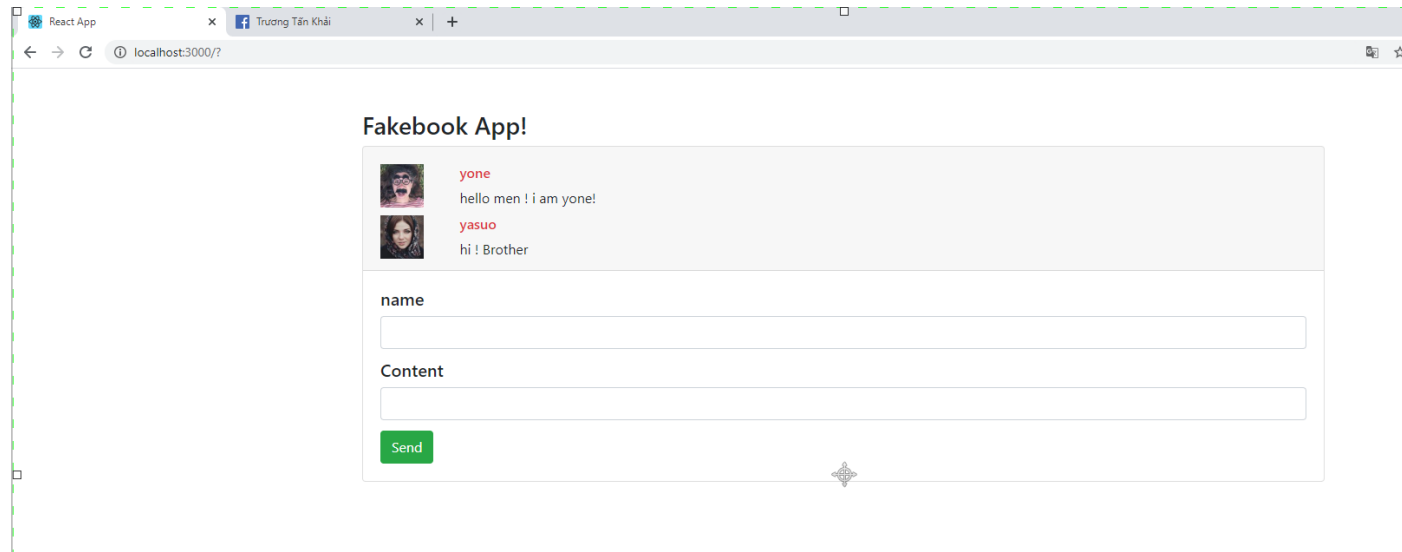 React App
Trương Tấn Khải
localhost:3000/?
Fakebook App!
yone
hello men ! i am yone!
yasuo
hi ! Brother
name
Content
Send